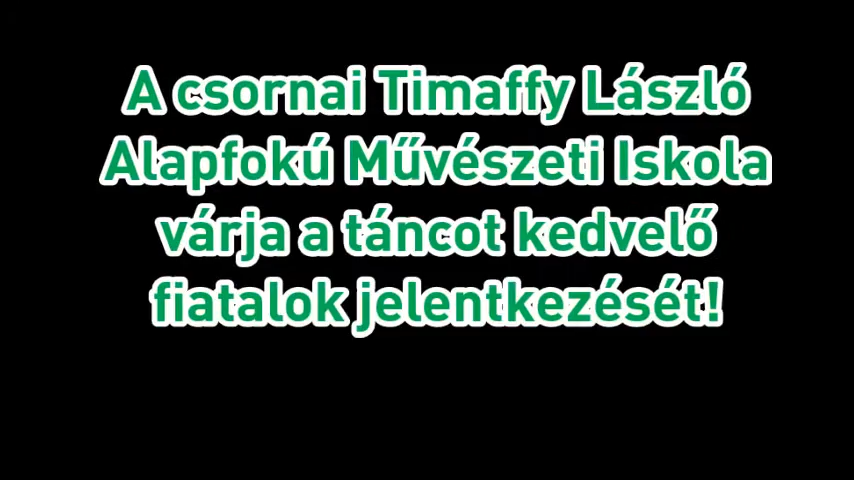 A csornai Timaffy László
Alapfokú Művészeti Iskola
várja a táncot kedvelő
fiatalok jelentkezését!